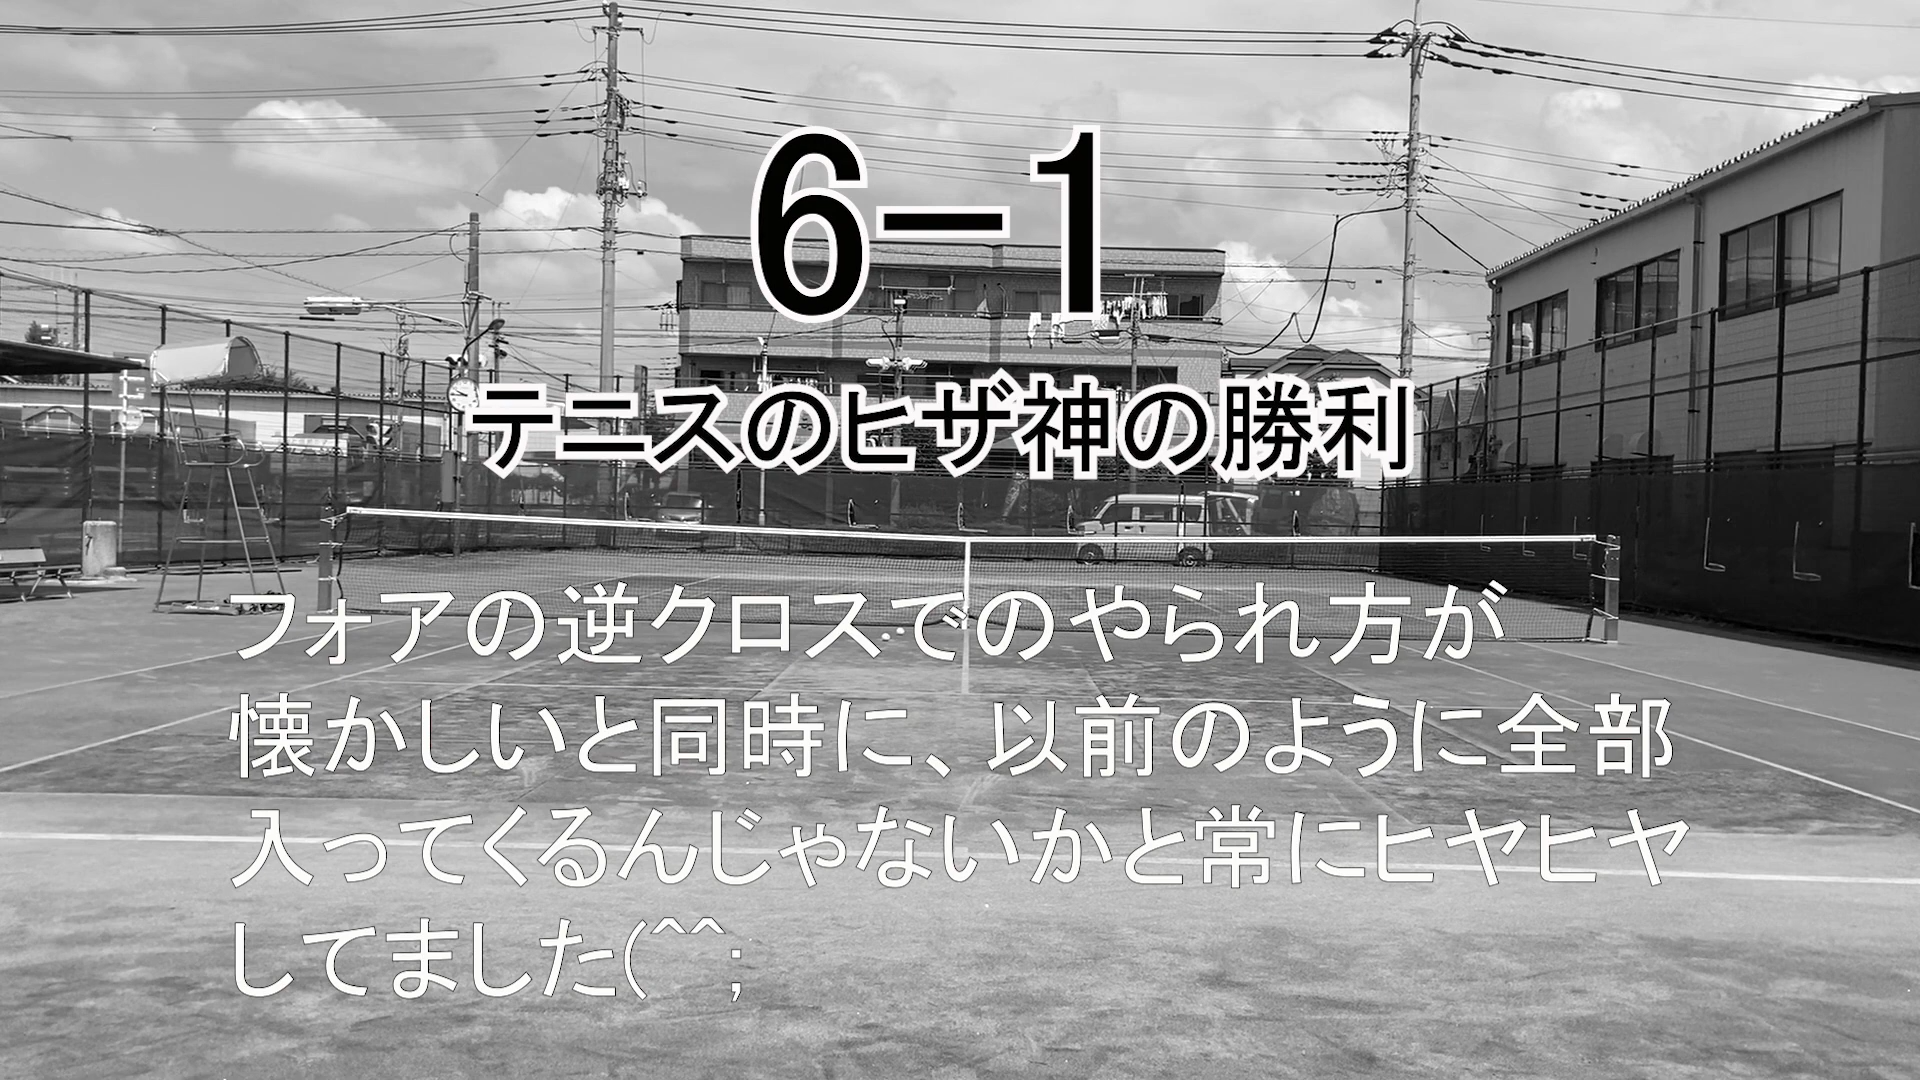 6－1
テニスのヒザ神の勝利
フォアの逆クロスでのやられ方が
懐かしいと同時に、以前のように全部
入ってくるんじゃないかと常にヒヤヒヤ
してました(^^;